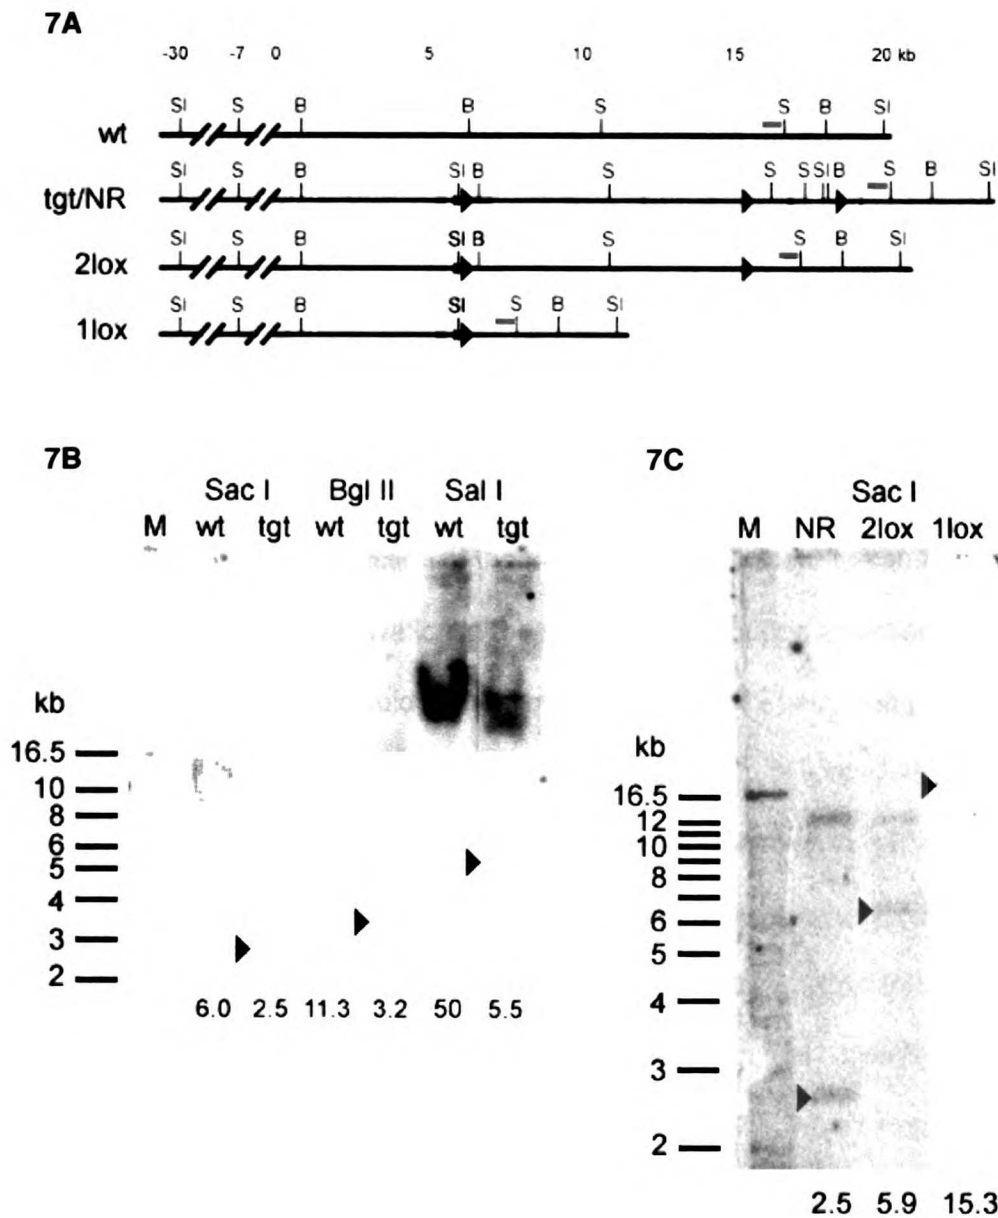 7A
-30 -7 0 5 10 15 20 kb
SI S B B S S B SI
wt
SI S B SI B S S S SI B S B SI
tgt/NR
SI S B SI B S S B SI
2lox
SI S B SI S B SI
1lox
7B
Sac I Bgl II Sal I
M wt tgt wt tgt wt tgt
kb
16.5
10
8
6
5
4
3
2
6.0 2.5 11.3 3.2 50 5.5
7C
Sac I
M NR 2lox 1lox
kb
16.5
12
10
8
6
5
4
3
2
2.5 5.9 15.3